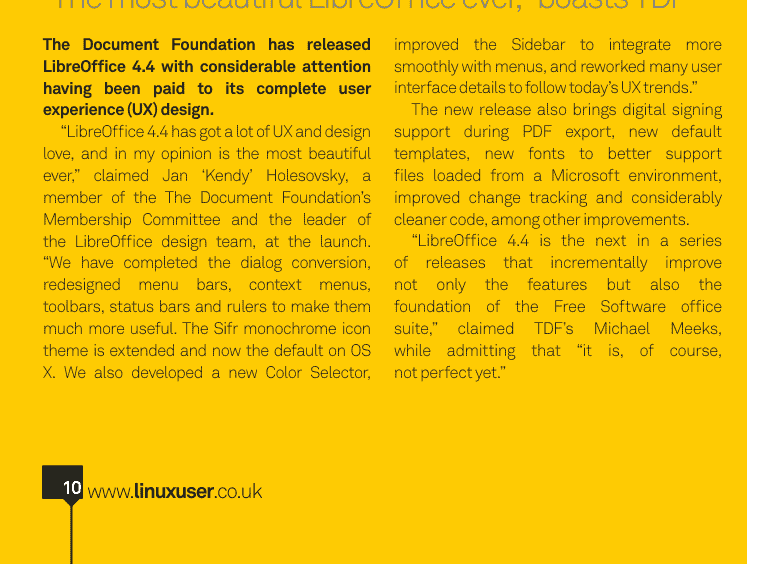 "The most beautiful LibreOffice ever," boasts TDF
The Document Foundation has released
LibreOffice 4.4 with considerable attention
having been paid to its complete user
experience (UX) design.
“LibreOffice 4.4 has got a lot of UX and design
love, and in my opinion is the most beautiful
ever,” claimed Jan ‘Kendy’ Holesovsky, a
member of the The Document Foundation’s
Membership Committee and the leader of
the LibreOffice design team, at the launch.
“We have completed the dialog conversion,
redesigned menu bars, context menus,
toolbars, status bars and rulers to make them
much more useful. The Sifr monochrome icon
theme is extended and now the default on OS
X. We also developed a new Color Selector,
improved the Sidebar to integrate more
smoothly with menus, and reworked many user
interface details to follow today’s UX trends.”
The new release also brings digital signing
support during PDF export, new default
templates, new fonts to better support
files loaded from a Microsoft environment,
improved change tracking and considerably
cleaner code, among other improvements.
“LibreOffice 4.4 is the next in a series
of releases that incrementally improve
not only the features but also the
foundation of the Free Software office
suite,” claimed TDF’s Michael Meeks,
while admitting that “it is, of course,
not perfect yet.”
10 www.linuxuser.co.uk